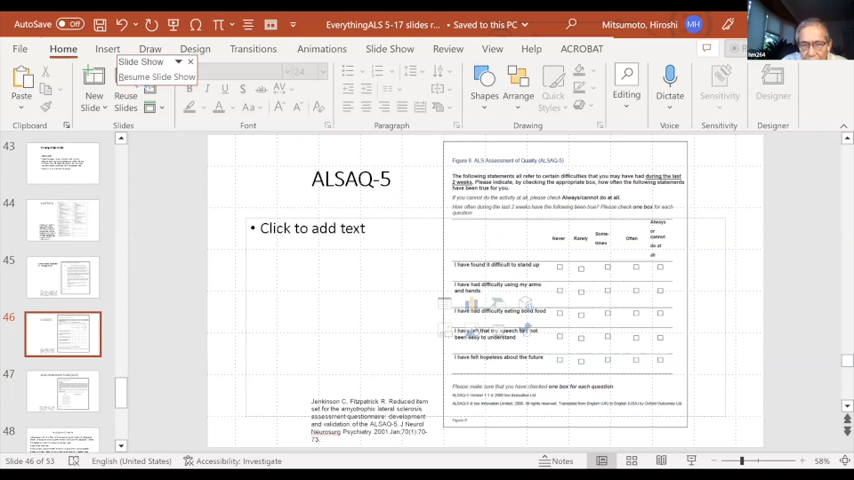 AutoSave Off EverythingALS 5-17 slides r... • Saved to this PC Mitsumoto, Hiroshi MH
hm264
File Home Insert Draw Design Transitions Animations Slide Show Review View Help ACROBAT
Slide Show
Resume Slide Show
Paste
New
Slide
Reuse
Slides
24
Shapes
Arrange
Quick
Styles
Editing
Dictate
Sensitivity
Designer
Clipboard Slides Font Paragraph Drawing Voice Sensitivity Designer
43
44
45
46
47
48
ALSAQ-5
• Click to add text
Jenkinson C, Fitzpatrick R. Reduced item
set for the amyotrophic lateral sclerosis
assessment questionnaire: development
and validation of the ALSAQ-5. J Neurol
Neurosurg Psychiatry 2001 Jan;70(1):70-
73.
Figure 8. ALS Assessment of Quality (ALSAQ-5)
The following statements all refer to certain difficulties that you may have had during the last
2 weeks. Please indicate, by checking the appropriate box, how often the following statements
have been true for you.
If you cannot do the activity at all, please check Always/cannot do at all.
How often during the last 2 weeks have the following been true? Please check one box for each
question
Never Rarely Some-
times Often Always
or
cannot
do at
all
I have found it difficult to stand up
I have had difficulty using my arms
and hands
I have had difficulty eating solid food
I have felt that my speech has not
been easy to understand
I have felt hopeless about the future
Please make sure that you have checked one box for each question
Slide 46 of 53 English (United States) Accessibility: Investigate Notes 58%